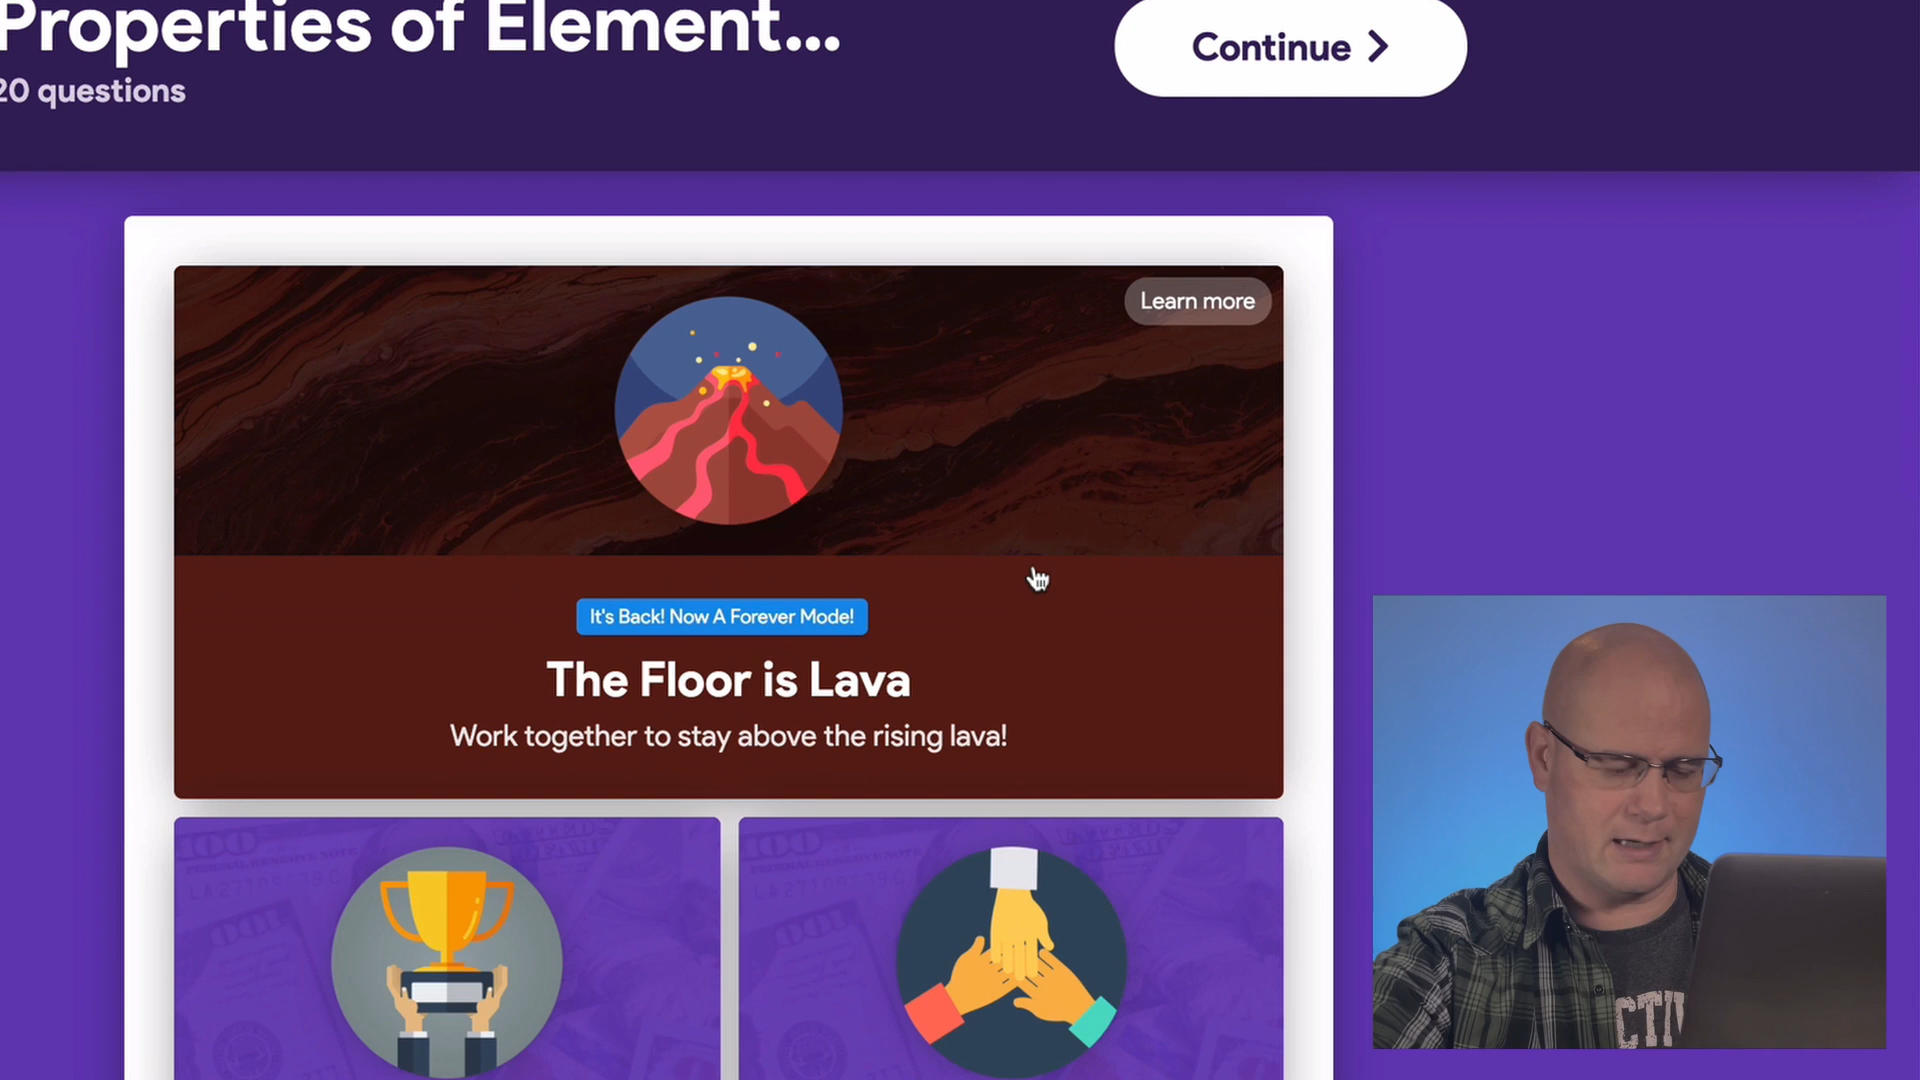 Properties of Element...
20 questions
Continue
Learn more
It's Back! Now A Forever Mode!
The Floor is Lava
Work together to stay above the rising lava!
CTIV